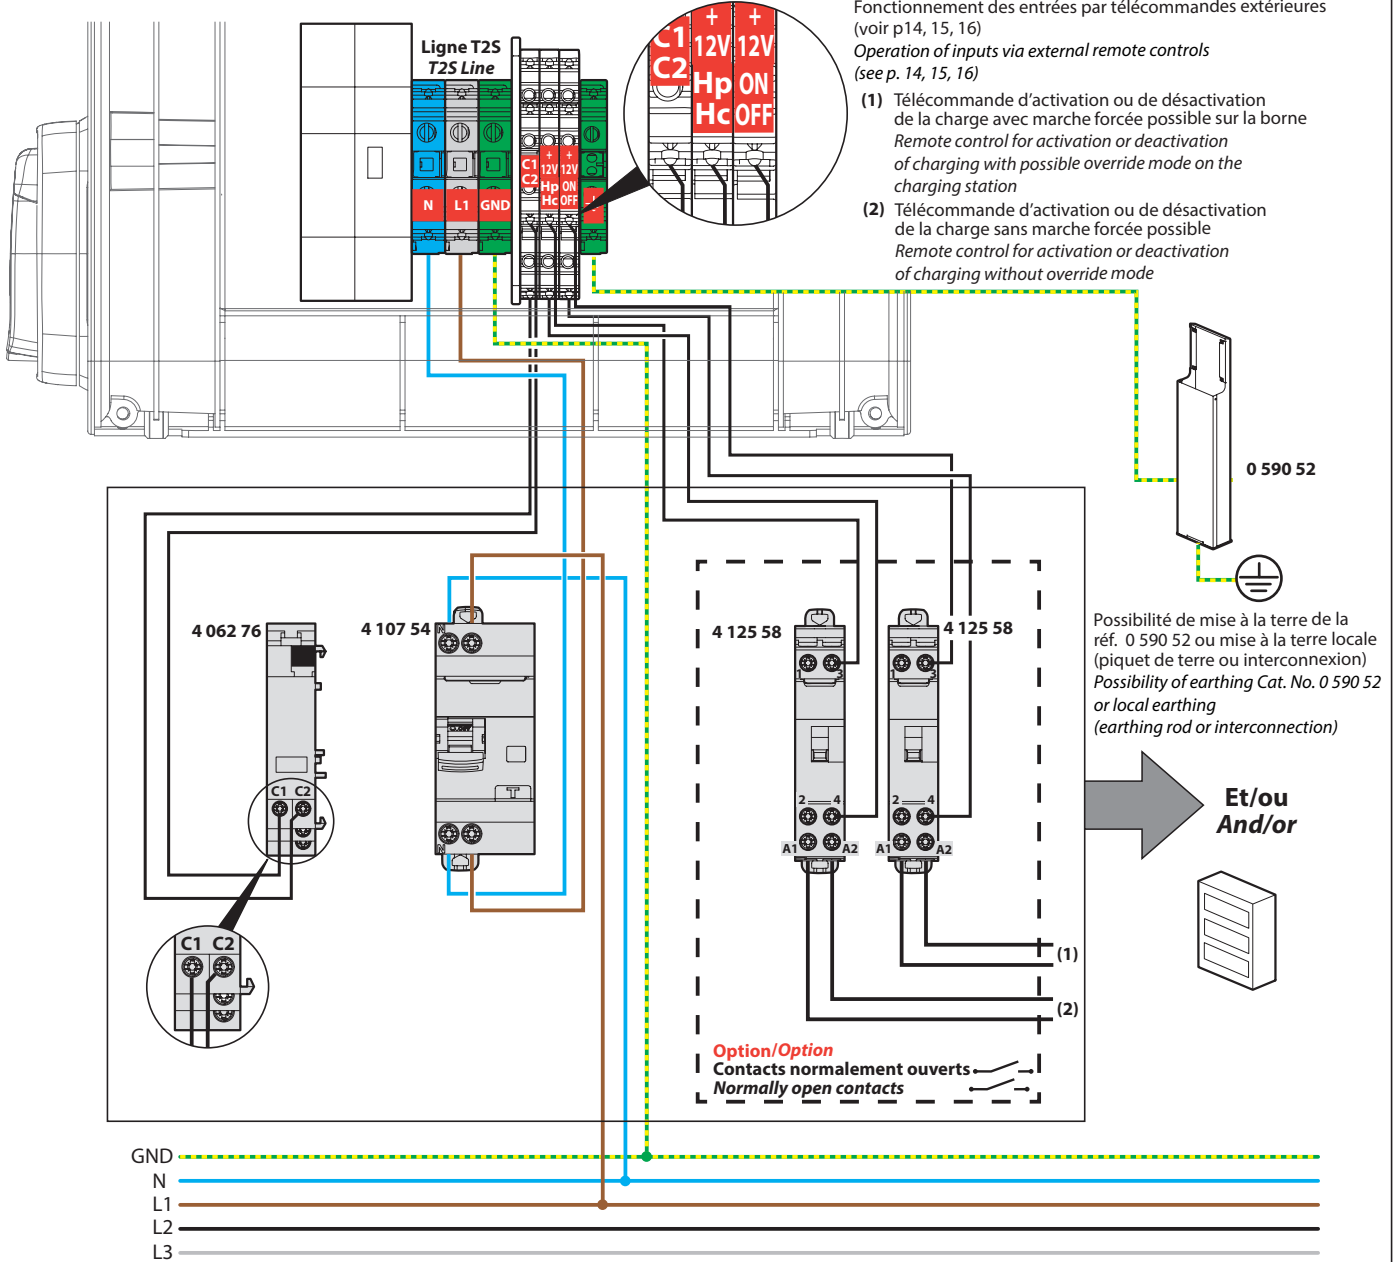 Fonctionnement des entrées par télécommandes extérieures
(voir p14, 15, 16)
Operation of inputs via external remote controls
(see p. 14, 15, 16)
(1) Télécommande d'activation ou de désactivation
de la charge avec marche forcée possible sur la borne
Remote control for activation or deactivation
of charging with possible override mode on the
charging station
(2) Télécommande d'activation ou de désactivation
de la charge sans marche forcée possible
Remote control for activation or deactivation
of charging without override mode
Ligne T2S
T2S Line
N L1 GND
C1 C2
+ 12V Hp Hc
+ 12V ON OFF
C1 C2
+ 12V Hp Hc
+ 12V ON OFF
0 590 52
Possibilité de mise à la terre de la
réf. 0 590 52 ou mise à la terre locale
(piquet de terre ou interconnexion)
Possibility of earthing Cat. No. 0 590 52
or local earthing
(earthing rod or interconnection)
4 062 76
C1 C2
C1 C2
4 107 54
N
N
4 125 58
1 3
2 4
A1 A2
4 125 58
1 3
2 4
A1 A2
(1)
(2)
Option/Option
Contacts normalement ouverts
Normally open contacts
Et/ou
And/or
GND
N
L1
L2
L3